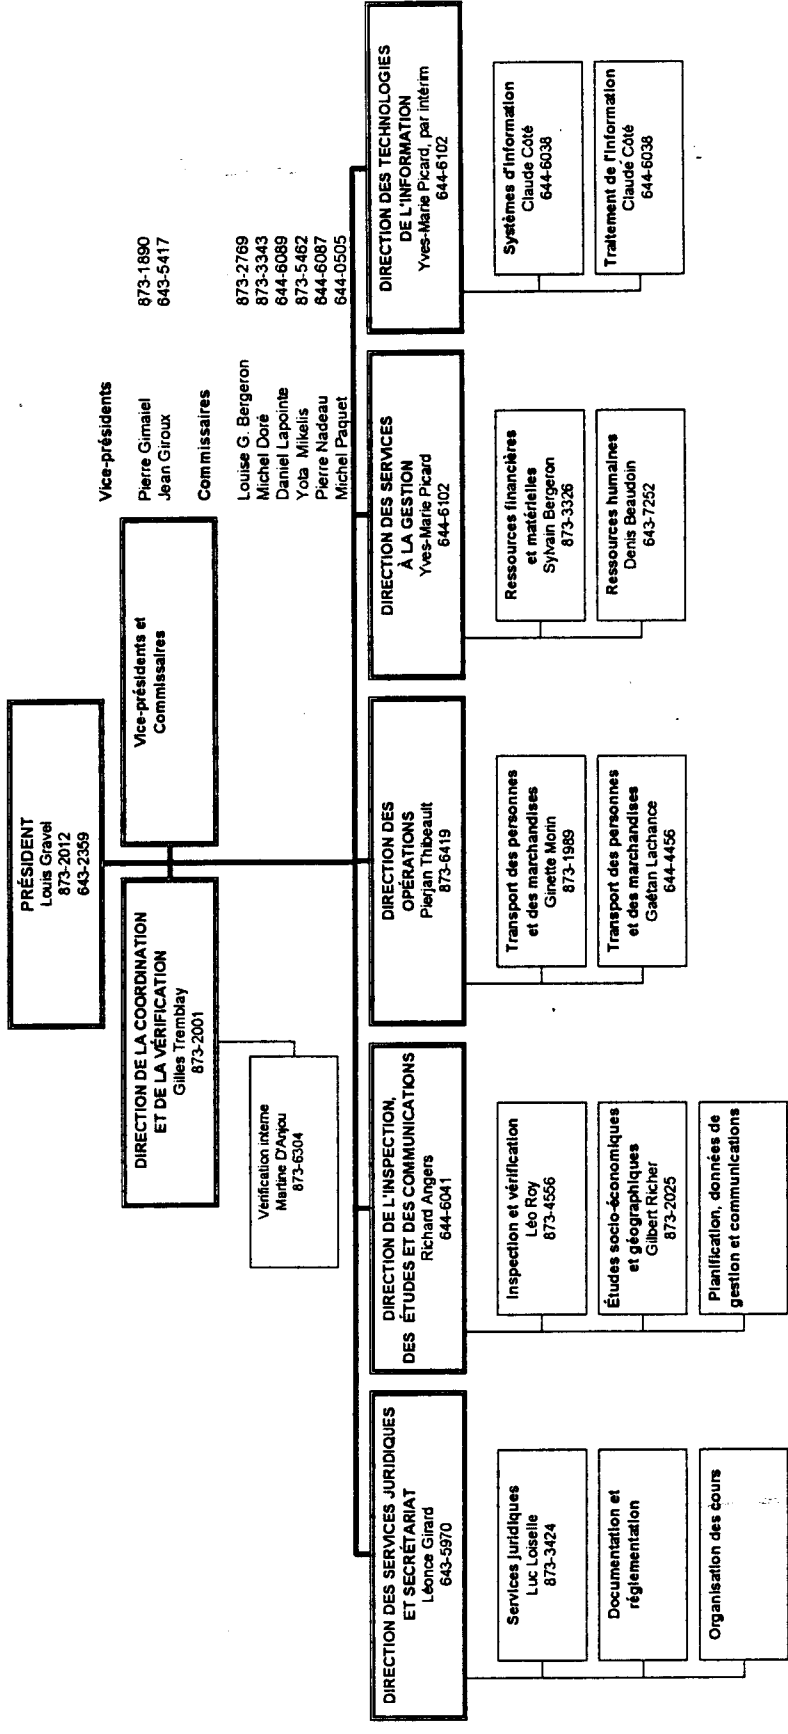 PRÉSIDENT
Louis Gravel
873-2012
643-2359
DIRECTION DE LA COORDINATION
ET DE LA VÉRIFICATION
Gilles Tremblay
873-2001
Vice-présidents et
Commissaires
Vice-présidents
Pierre Gimaiel 873-1890
Jean Giroux 643-5417
Commissaires
Louise G. Bergeron 873-2769
Michel Doré 873-3343
Daniel Lapointe 644-6089
Yota Mikelis 873-5462
Pierre Nadeau 644-6087
Michel Paquet 644-0505
Vérification interne
Martine D'Anjou
873-6304
DIRECTION DES SERVICES JURIDIQUES
ET SECRÉTARIAT
Léonce Girard
643-5970
Services juridiques
Luc Loiselle
873-3424
Documentation et
réglementation
Organisation des cours
DIRECTION DE L'INSPECTION,
DES ÉTUDES ET DES COMMUNICATIONS
Richard Angers
644-6041
Inspection et vérification
Léo Roy
873-4556
Études socio-économiques
et géographiques
Gilbert Richer
873-2025
Planification, données de
gestion et communications
DIRECTION DES
OPÉRATIONS
Pierjan Thibeault
873-6419
Transport des personnes
et des marchandises
Ginette Morin
873-1989
Transport des personnes
et des marchandises
Gaétan Lachance
644-4456
DIRECTION DES SERVICES
À LA GESTION
Yves-Marie Picard
644-6102
Ressources financières
et matérielles
Sylvain Bergeron
873-3326
Ressources humaines
Denis Beaudoin
643-7252
DIRECTION DES TECHNOLOGIES
DE L'INFORMATION
Yves-Marie Picard, par intérim
644-6102
Systèmes d'information
Claude Côté
644-6038
Traitement de l'information
Claude Côté
644-6038